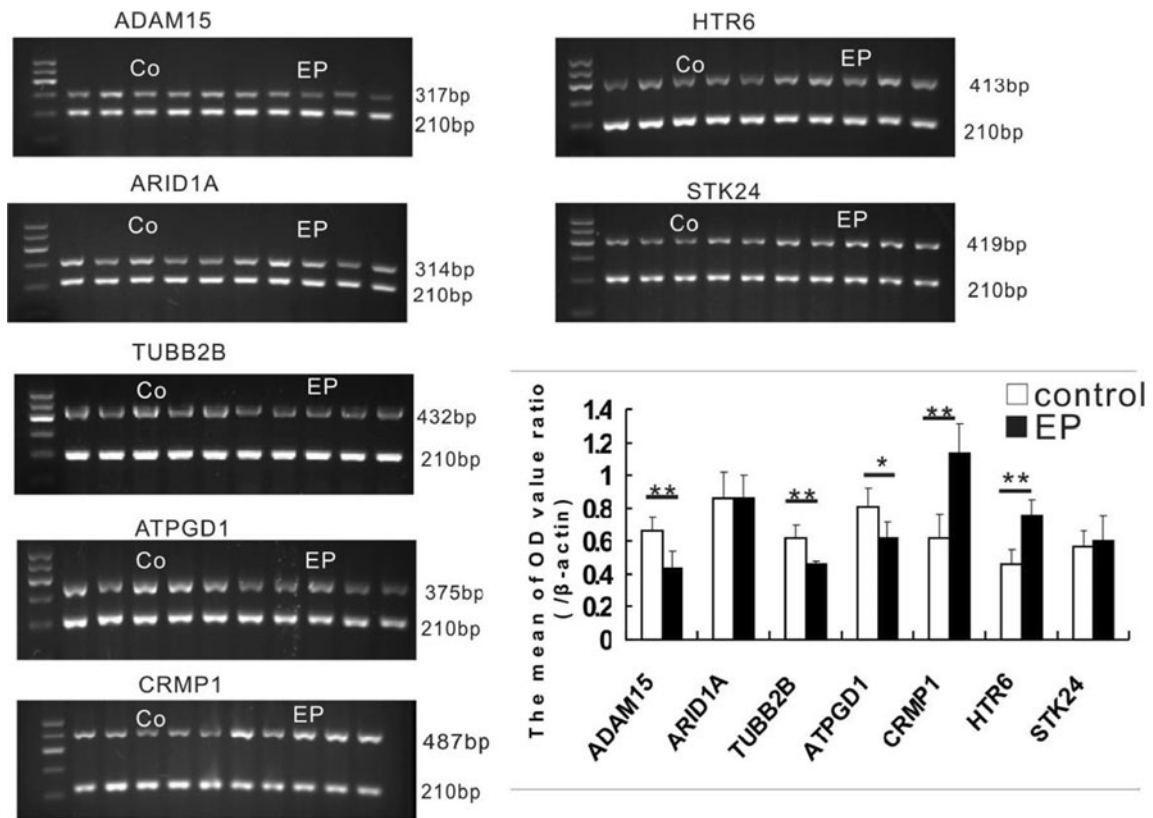 ADAM15
Co EP
317bp
210bp
ARID1A
Co EP
314bp
210bp
TUBB2B
Co EP
432bp
210bp
ATPGD1
Co EP
375bp
210bp
CRMP1
Co EP
487bp
210bp
HTR6
Co EP
413bp
210bp
STK24
Co EP
419bp
210bp
The mean of OD value ratio
( /β-actin)
1.4
1.2
1
0.8
0.6
0.4
0.2
0
** ** * ** **
control
EP
ADAM15
ARID1A
TUBB2B
ATPGD1
CRMP1
HTR6
STK24